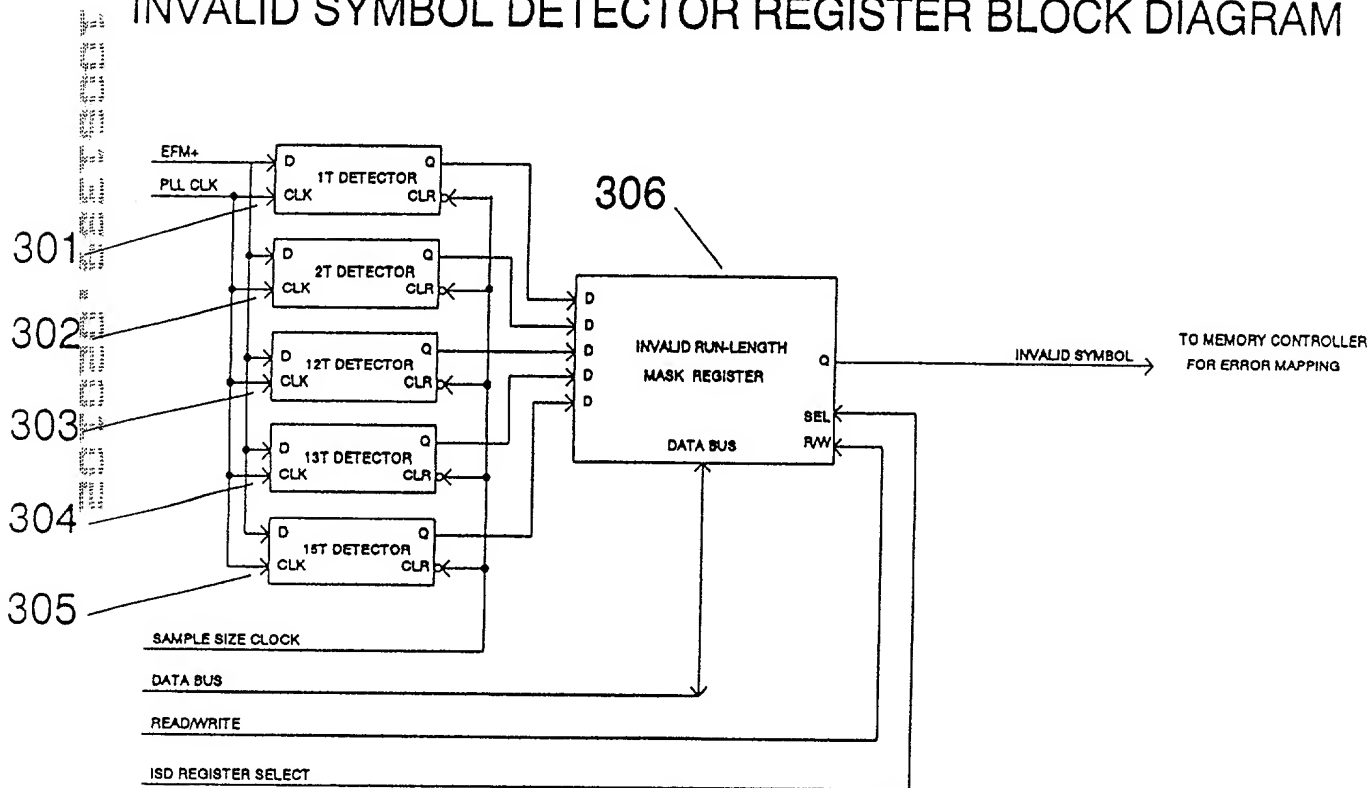 INVALID SYMBOL DETECTOR REGISTER BLOCK DIAGRAM
EFM+
PLL CLK
D
Q
1T DETECTOR
CLK
CLR
306
301
D
Q
2T DETECTOR
CLK
CLR
302
D
Q
12T DETECTOR
CLK
CLR
303
D
Q
13T DETECTOR
CLK
CLR
304
D
Q
15T DETECTOR
CLK
CLR
305
D
D
D
D
D
INVALID RUN-LENGTH
MASK REGISTER
Q
SEL
R/W
DATA BUS
INVALID SYMBOL
TO MEMORY CONTROLLER
FOR ERROR MAPPING
SAMPLE SIZE CLOCK
DATA BUS
READ/WRITE
ISD REGISTER SELECT